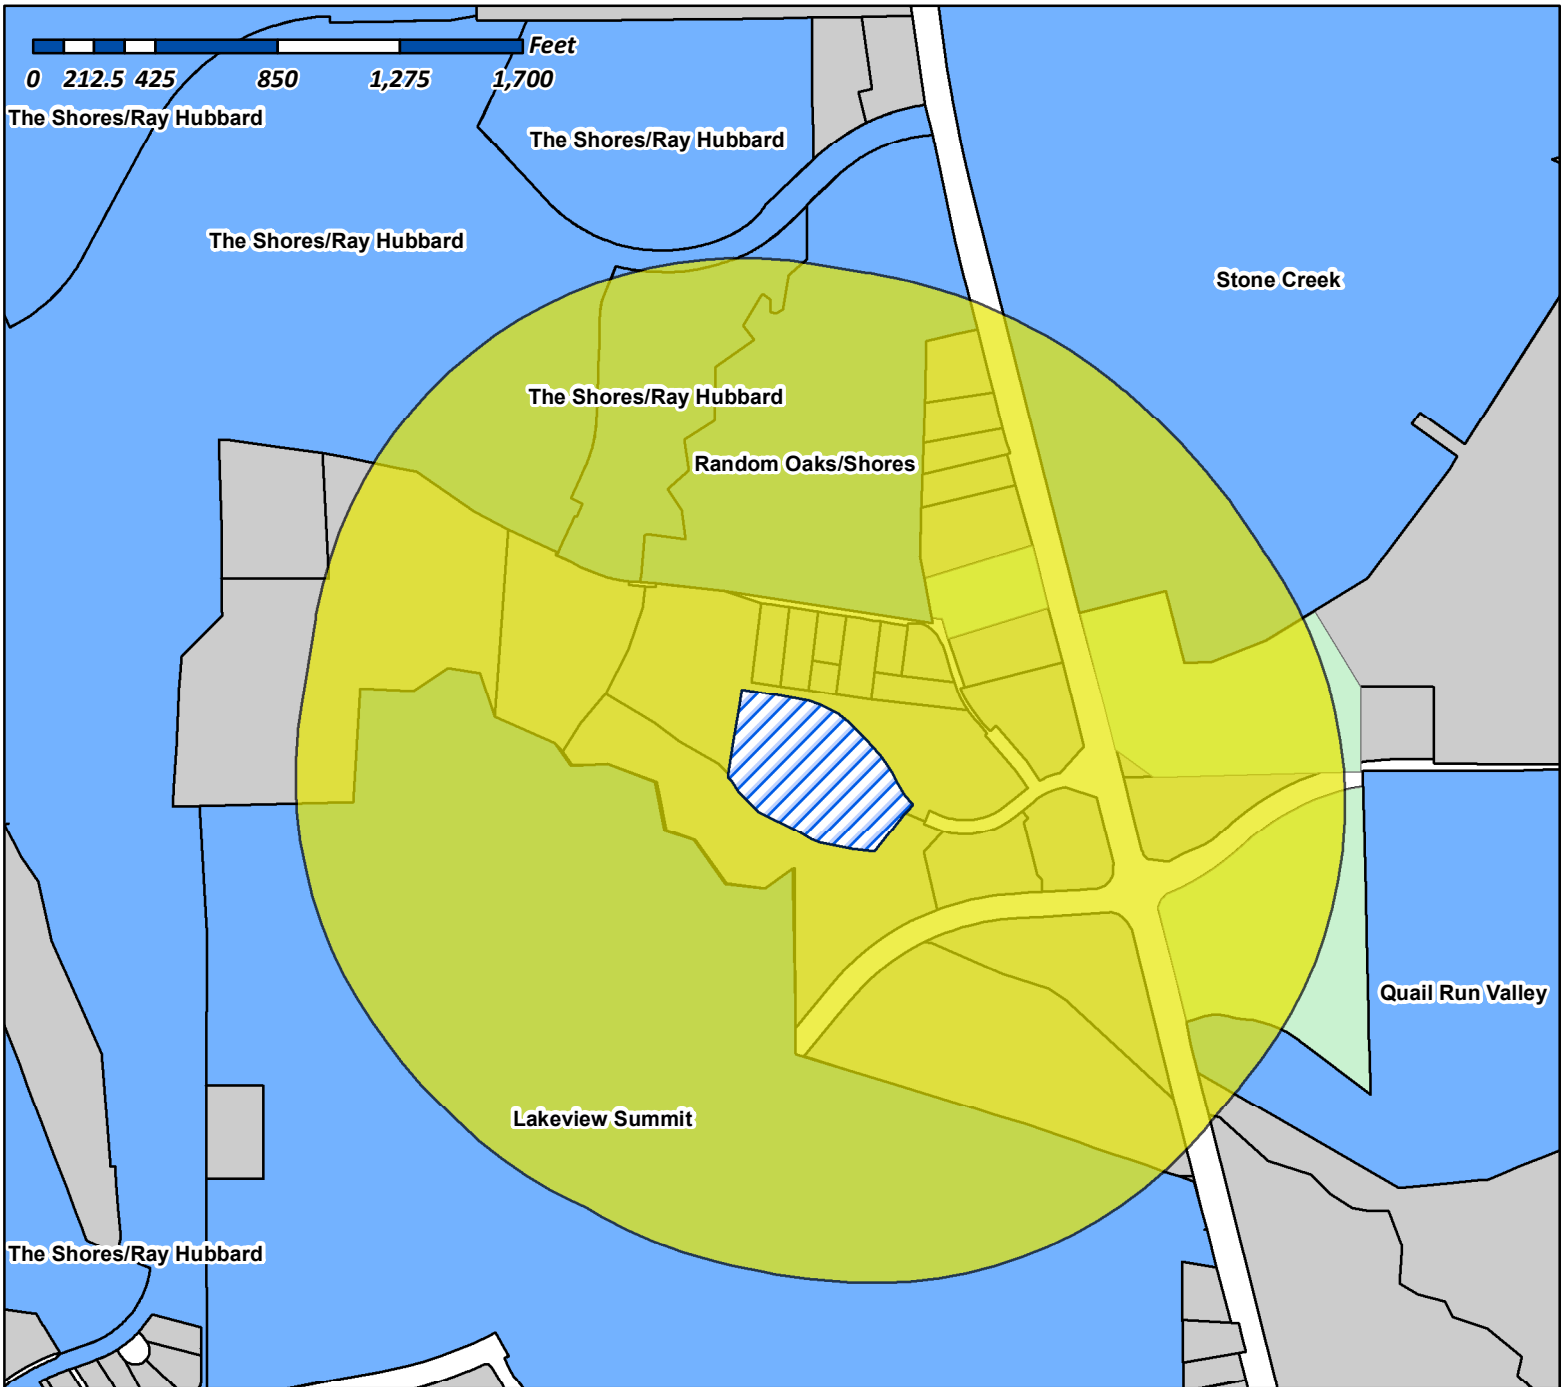 Feet
0 212.5 425 850 1,275 1,700
The Shores/Ray Hubbard
The Shores/Ray Hubbard
The Shores/Ray Hubbard
Stone Creek
The Shores/Ray Hubbard
Random Oaks/Shores
Quail Run Valley
Lakeview Summit
The Shores/Ray Hubbard